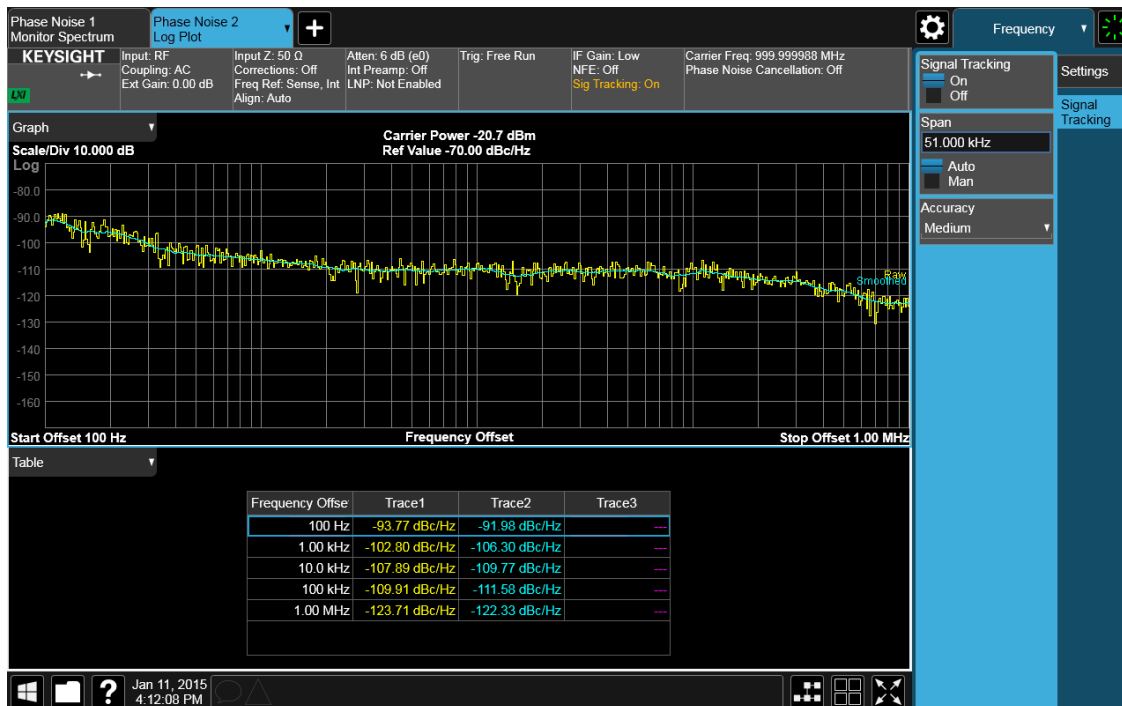 Phase Noise 1
Monitor Spectrum
Phase Noise 2
Log Plot
Frequency
KEYSIGHT
LXI
Input: RF
Coupling: AC
Ext Gain: 0.00 dB
Input Z: 50 Ω
Corrections: Off
Freq Ref: Sense, Int
Align: Auto
Atten: 6 dB (e0)
Int Preamp: Off
LNP: Not Enabled
Trig: Free Run
IF Gain: Low
NFE: Off
Sig Tracking: On
Carrier Freq: 999.999988 MHz
Phase Noise Cancellation: Off
Graph
Scale/Div 10.000 dB
Log
Carrier Power -20.7 dBm
Ref Value -70.00 dBc/Hz
-80.0
-90.0
-100
-110
-120
-130
-140
-150
-160
Raw
Smoothed
Start Offset 100 Hz
Frequency Offset
Stop Offset 1.00 MHz
Table
Frequency Offse Trace1 Trace2 Trace3
100 Hz -93.77 dBc/Hz -91.98 dBc/Hz ---
1.00 kHz -102.80 dBc/Hz -106.30 dBc/Hz ---
10.0 kHz -107.89 dBc/Hz -109.77 dBc/Hz ---
100 kHz -109.91 dBc/Hz -111.58 dBc/Hz ---
1.00 MHz -123.71 dBc/Hz -122.33 dBc/Hz ---
Signal Tracking
On
Off
Span
51.000 kHz
Auto
Man
Accuracy
Medium
Settings
Signal
Tracking
?
Jan 11, 2015
4:12:08 PM